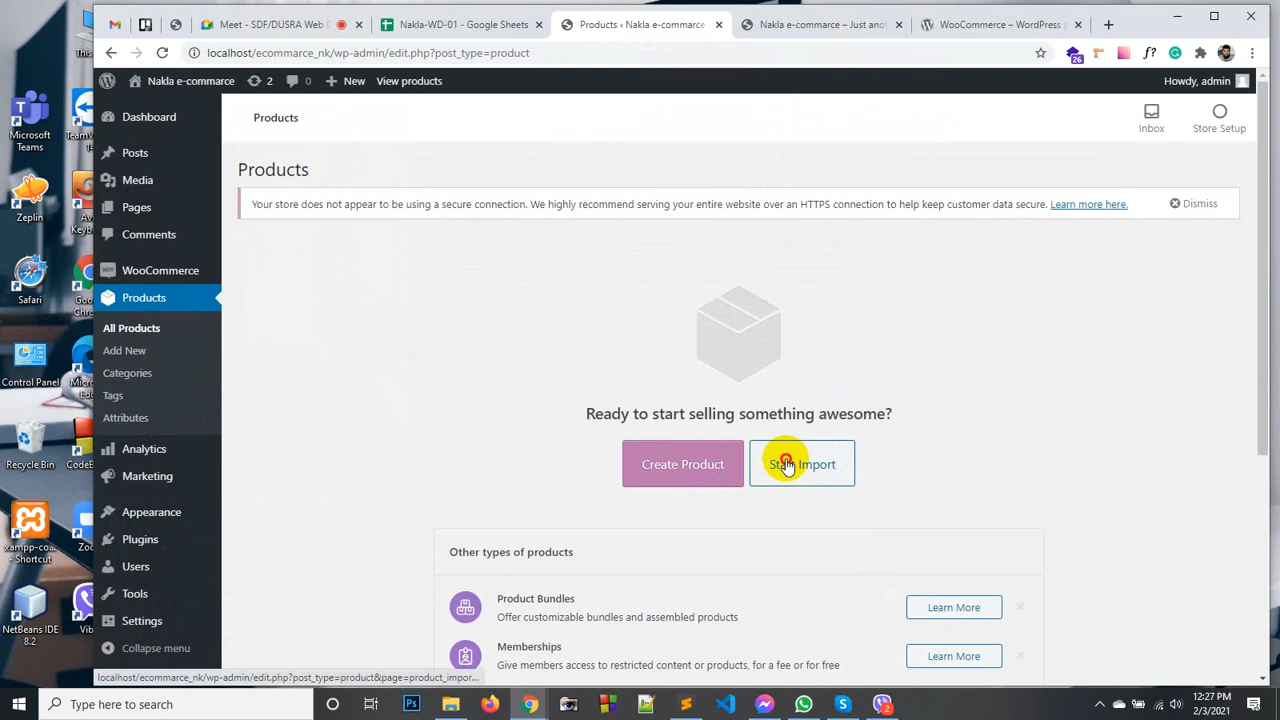 Meet - SDF/DUSRA Web D
Nakla-WD-01 - Google Sheets
Products ‹ Nakla e-commerce
Nakla e-commerce – Just anot
WooCommerce – WordPress p
localhost/ecommarce_nk/wp-admin/edit.php?post_type=product
26
f?
Nakla e-commerce
2
0
New
View products
Howdy, admin
Dashboard
Posts
Media
Pages
Comments
WooCommerce
Products
All Products
Add New
Categories
Tags
Attributes
Analytics
Marketing
Appearance
Plugins
Users
Tools
Settings
Collapse menu
Products
Inbox
Store Setup
Products
Your store does not appear to be using a secure connection. We highly recommend serving your entire website over an HTTPS connection to help keep customer data secure. Learn more here.
Dismiss
Ready to start selling something awesome?
Create Product
Import
Other types of products
Product Bundles
Offer customizable bundles and assembled products
Learn More
Memberships
Give members access to restricted content or products, for a fee or for free
Learn More
localhost/ecommarce_nk/wp-admin/edit.php?post_type=product&page=product_impor...
Microsoft
Teams
Zeplin
Safari
Control Panel
Recycle Bin
xampp-co...
- Shortcut
NetBeans IDE
8.2
Type here to search
Ps
2
12:27 PM
2/3/2021